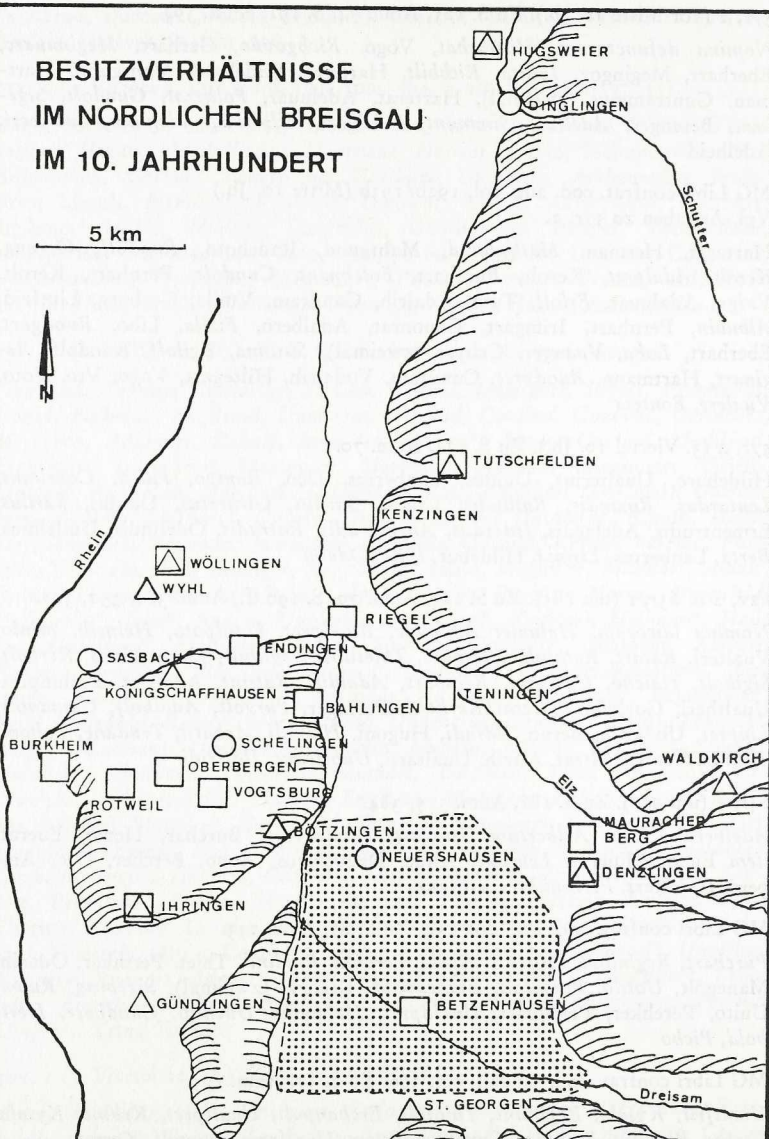 BESITZVERHÄLTNISSE
IM NÖRDLICHEN BREISGAU
IM 10. JAHRHUNDERT
5 km
N
HUGSWEIER
DINGLINGEN
Schutter
TUTSCHFELDEN
KENZINGEN
Rhein
WÖLLINGEN
WYHL
RIEGEL
ENDINGEN
SASBACH
KÖNIGSCHAFFHAUSEN
TENINGEN
BAHLINGEN
SCHELINGEN
BURKHEIM
OBERBERGEN
WALDKIRCH
VOGTSBURG
ROTWEIL
Elz
MAURACHER
BERG
BÖTZINGEN
NEUERSHAUSEN
DENZLINGEN
IHRINGEN
GÜNDLINGEN
BETZENHAUSEN
Dreisam
ST. GEORGEN